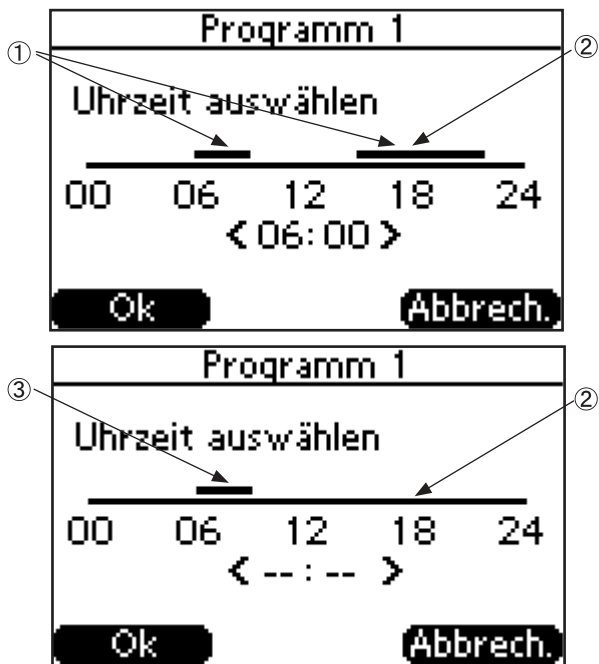 Programm 1
① ②
Uhrzeit auswählen
00 06 12 18 24
< 06:00 >
Ok Abbrech.
Programm 1
③ ②
Uhrzeit auswählen
00 06 12 18 24
< --:-- >
Ok Abbrech.